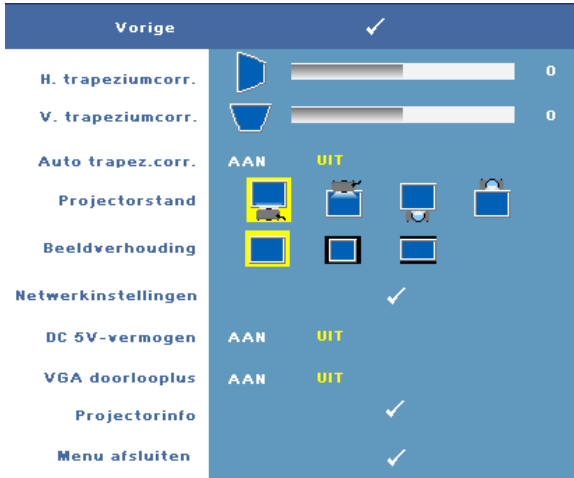 Vorige
H. trapeziumcorr. 0
V. trapeziumcorr. 0
Auto trapez.corr. AAN UIT
Projectorstand
Beeldverhouding
Netwerkinstellingen
DC 5V-vermogen AAN UIT
VGA doorlooplus AAN UIT
Projectorinfo
Menu afsluiten